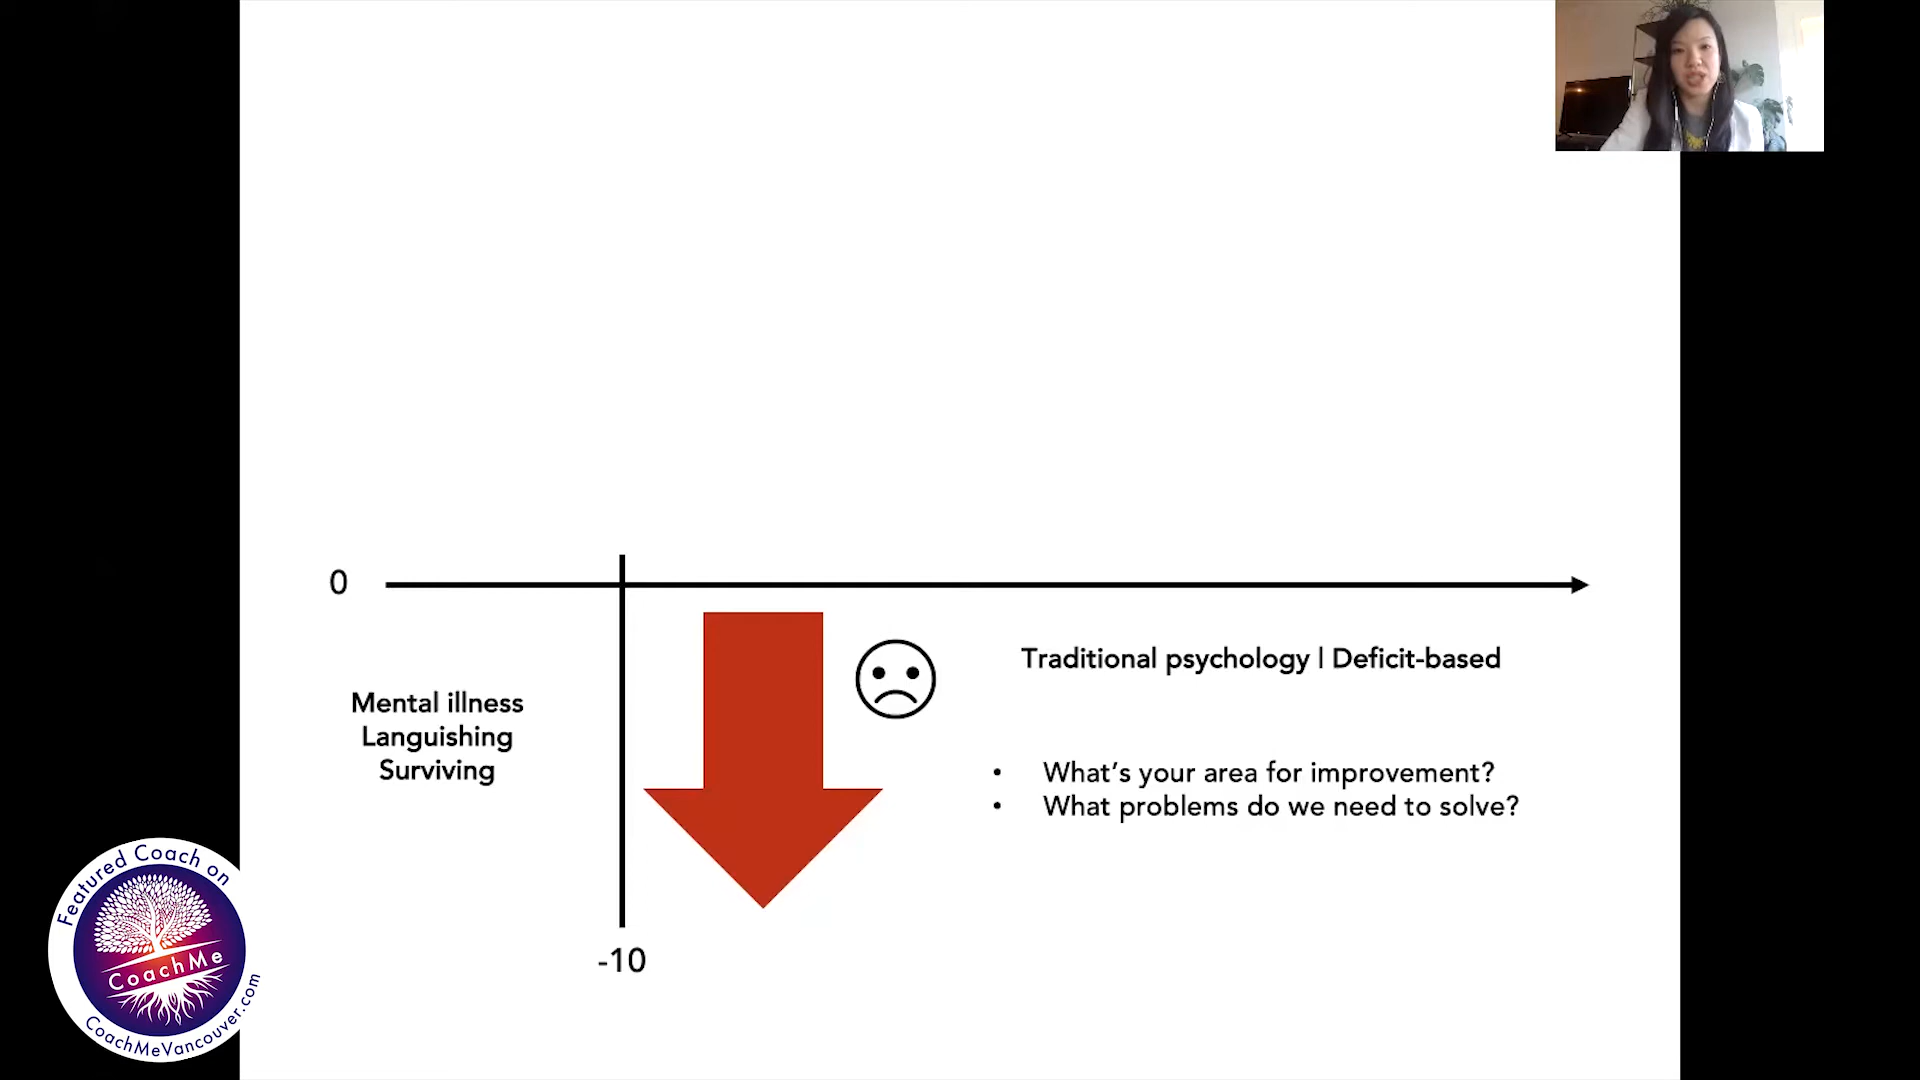 0
Mental illness
Languishing
Surviving
-10
Traditional psychology | Deficit-based
• What's your area for improvement?
• What problems do we need to solve?
Featured Coach on
CoachMe
CoachMeVancouver.com